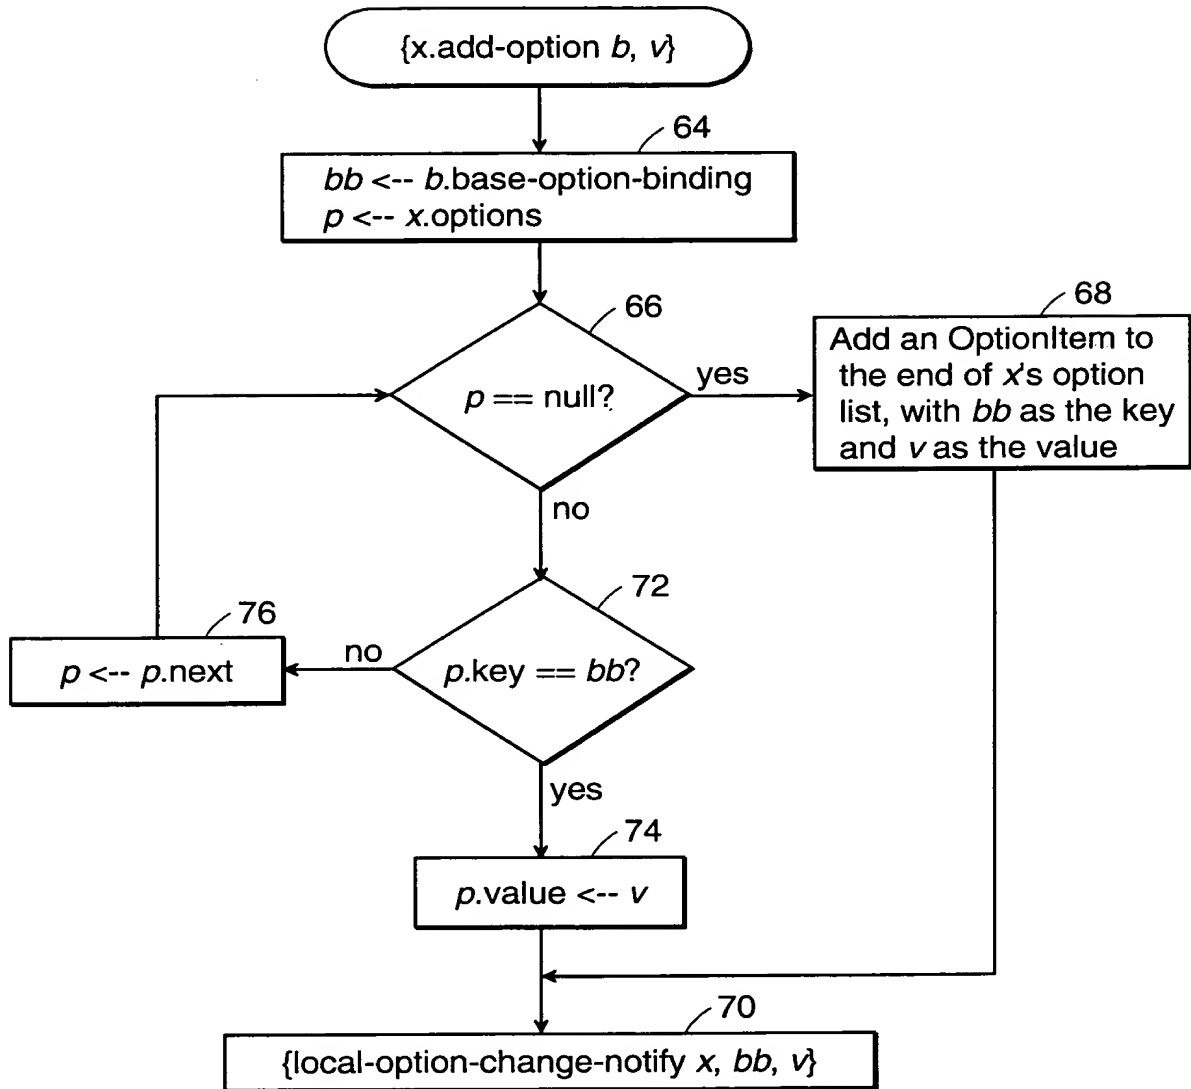 {x.add-option b, v}
64
bb <-- b.base-option-binding
p <-- x.options
66
p == null?
yes
68
Add an OptionItem to
the end of x's option
list, with bb as the key
and v as the value
no
72
p.key == bb?
no
76
p <-- p.next
yes
74
p.value <-- v
70
{local-option-change-notify x, bb, v}